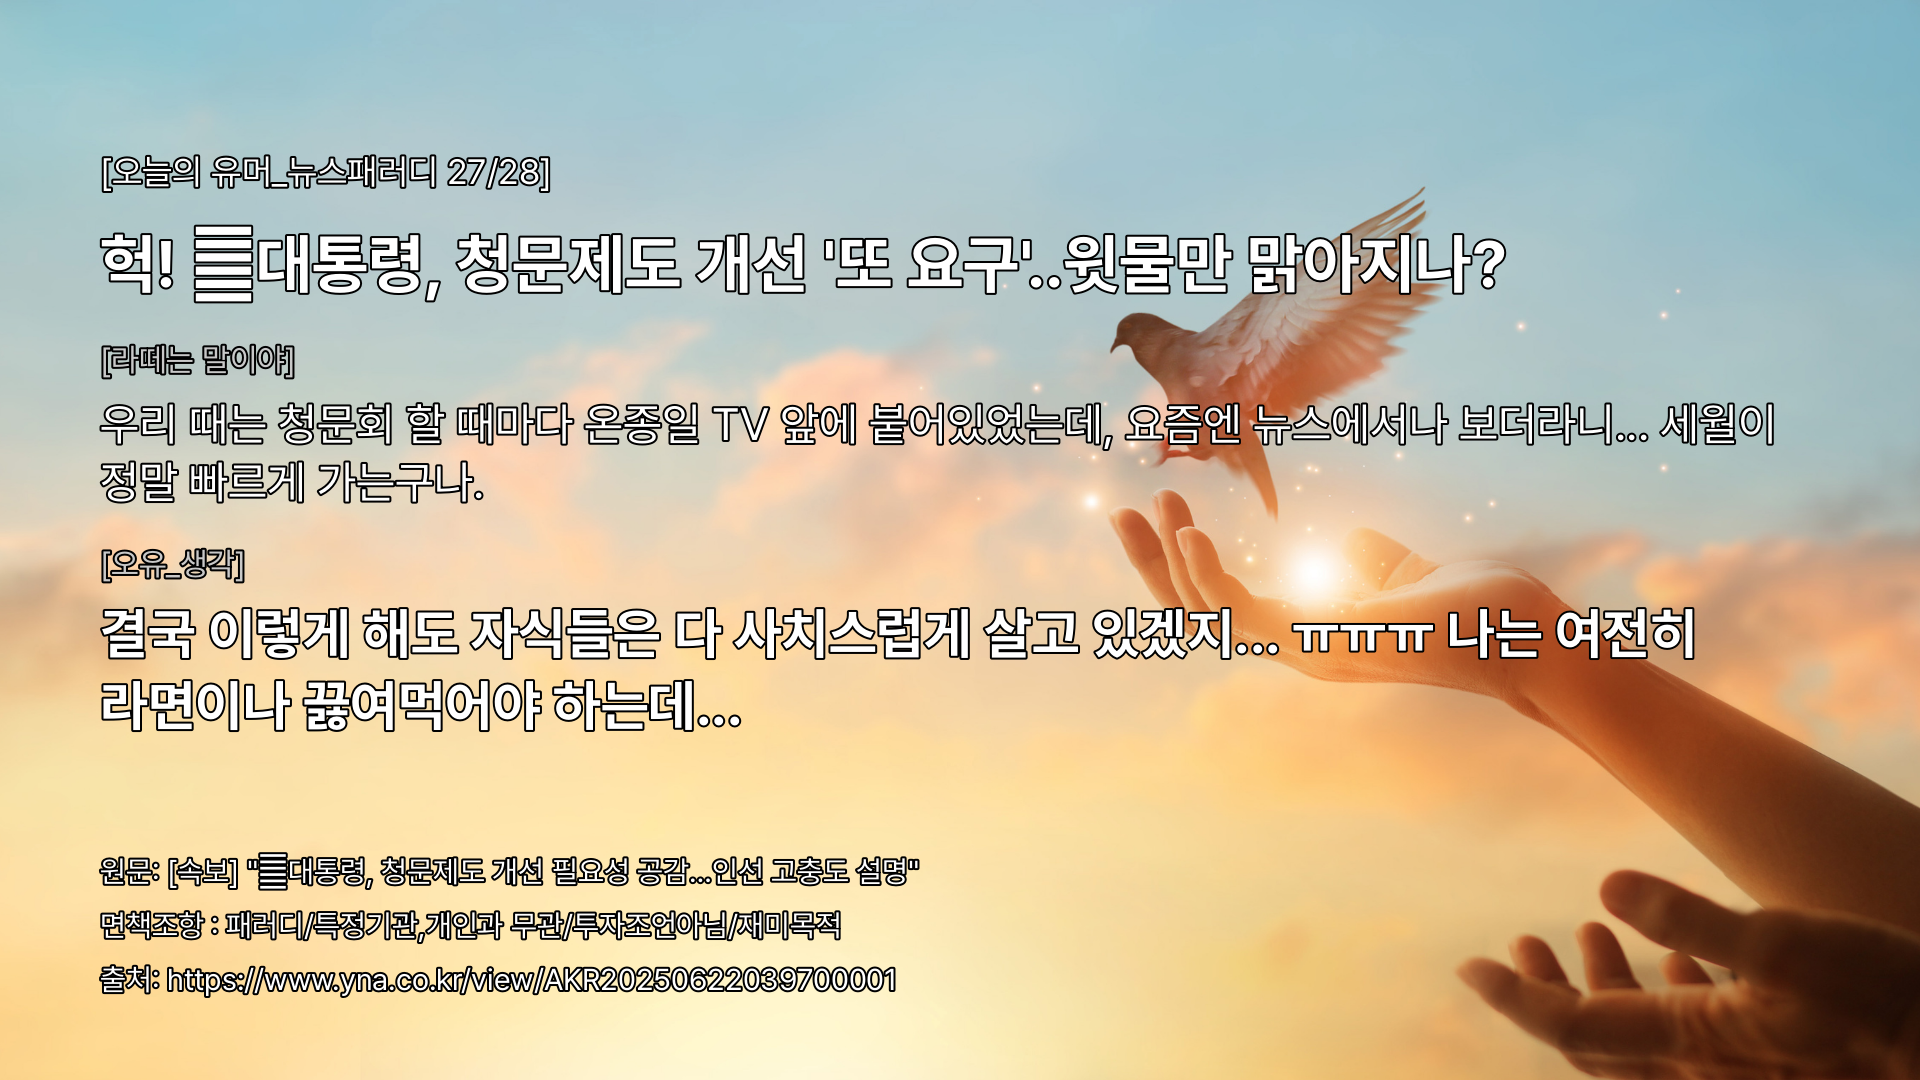 [오늘의 유머_뉴스패러디 27/28]
헉! 대통령, 청문제도 개선 '또 요구'..윗물만 맑아지나?
[라떼는 말이야]
우리 때는 청문회 할 때마다 온종일 TV 앞에 붙어있었는데, 요즘엔 뉴스에서나 보더라니... 세월이
정말 빠르게 가는구나.
[오유_생각]
결국 이렇게 해도 자식들은 다 사치스럽게 살고 있겠지... ㅠㅠㅠ 나는 여전히
라면이나 끓여먹어야 하는데...
원문: [속보] "대통령, 청문제도 개선 필요성 공감...인선 고충도 설명"
면책조항 : 패러디/특정기관,개인과 무관/투자조언아님/재미목적
출처: https://www.yna.co.kr/view/AKR20250622039700001